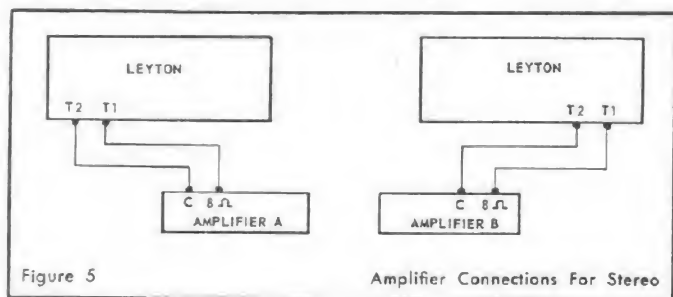 LEYTON
T2 T1
C 8Ω
AMPLIFIER A
LEYTON
T2 T1
C 8Ω
AMPLIFIER B
Figure 5
Amplifier Connections For Stereo